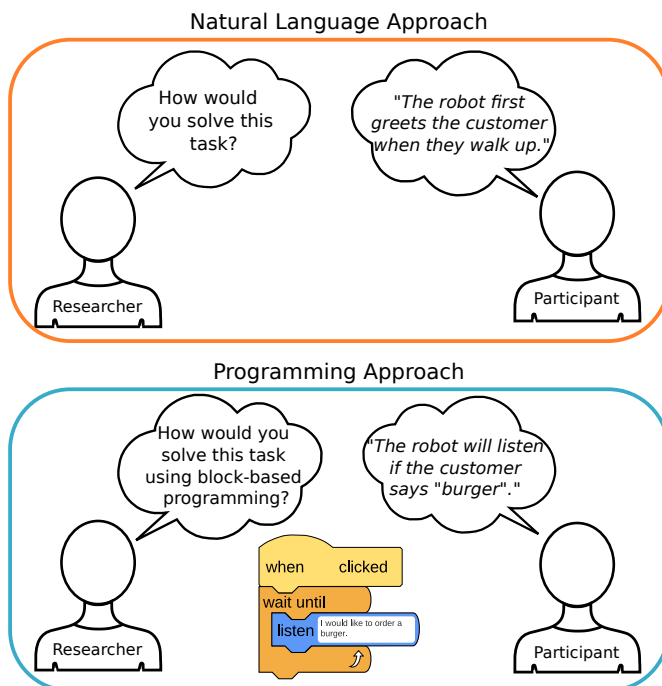 Natural Language Approach
How would
you solve this
task?
"The robot first
greets the customer
when they walk up."
Researcher
Participant
Programming Approach
How would you
solve this task
using block-based
programming?
"The robot will listen
if the customer
says "burger"."
when clicked
wait until
listen
I would like to order a
burger.
Researcher
Participant